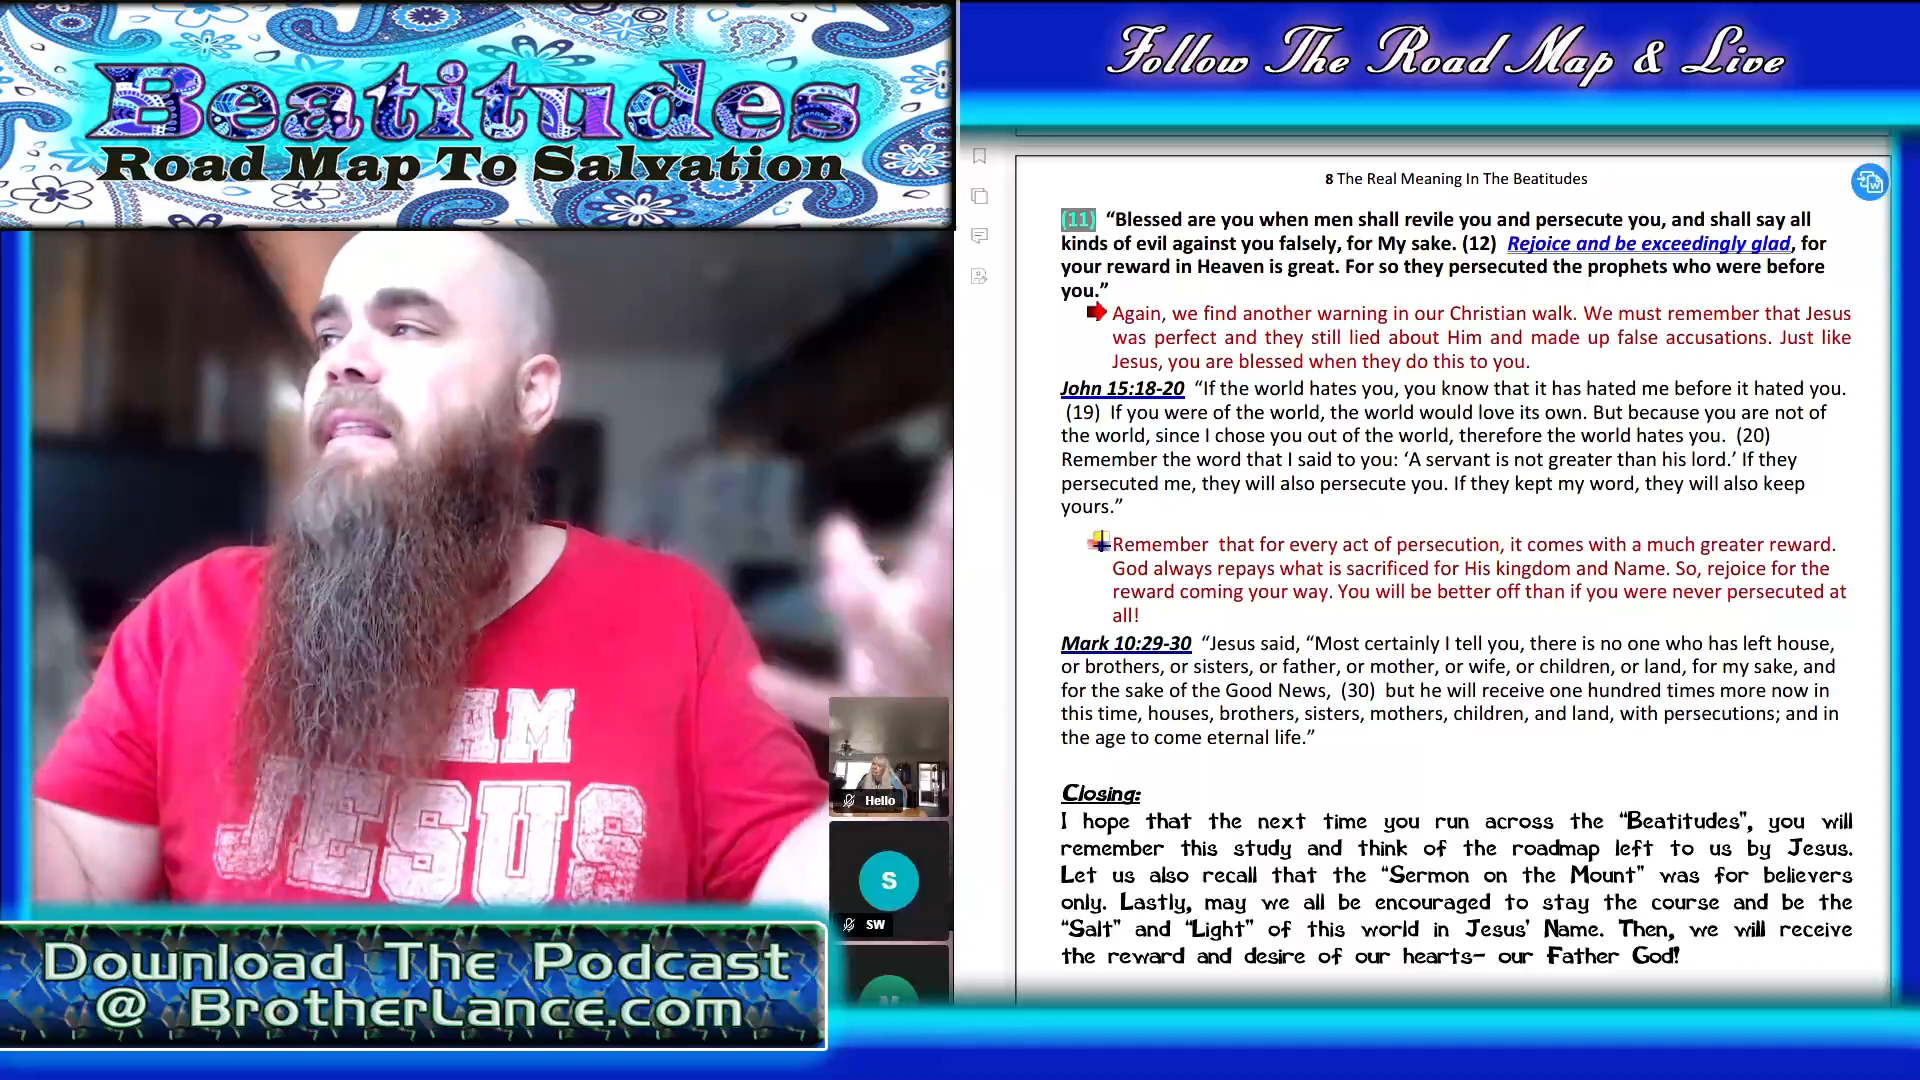 Beatitudes
Road Map To Salvation
Follow The Road Map & Live
8 The Real Meaning In The Beatitudes
(11) “Blessed are you when men shall revile you and persecute you, and shall say all
kinds of evil against you falsely, for My sake. (12) Rejoice and be exceedingly glad, for
your reward in Heaven is great. For so they persecuted the prophets who were before
you.”
Again, we find another warning in our Christian walk. We must remember that Jesus
was perfect and they still lied about Him and made up false accusations. Just like
Jesus, you are blessed when they do this to you.
John 15:18-20 “If the world hates you, you know that it has hated me before it hated you.
(19) If you were of the world, the world would love its own. But because you are not of
the world, since I chose you out of the world, therefore the world hates you. (20)
Remember the word that I said to you: ‘A servant is not greater than his lord.’ If they
persecuted me, they will also persecute you. If they kept my word, they will also keep
yours.”
Remember that for every act of persecution, it comes with a much greater reward.
God always repays what is sacrificed for His kingdom and Name. So, rejoice for the
reward coming your way. You will be better off than if you were never persecuted at
all!
Mark 10:29-30 “Jesus said, “Most certainly I tell you, there is no one who has left house,
or brothers, or sisters, or father, or mother, or wife, or children, or land, for my sake, and
for the sake of the Good News, (30) but he will receive one hundred times more now in
this time, houses, brothers, sisters, mothers, children, and land, with persecutions; and in
the age to come eternal life.”
Closing:
I hope that the next time you run across the “Beatitudes”, you will
remember this study and think of the roadmap left to us by Jesus.
Let us also recall that the “Sermon on the Mount” was for believers
only. Lastly, may we all be encouraged to stay the course and be the
“Salt” and “Light” of this world in Jesus’ Name. Then, we will receive
the reward and desire of our hearts– our Father God!
JESUS
Hello
S
SW
Download The Podcast
@ BrotherLance.com